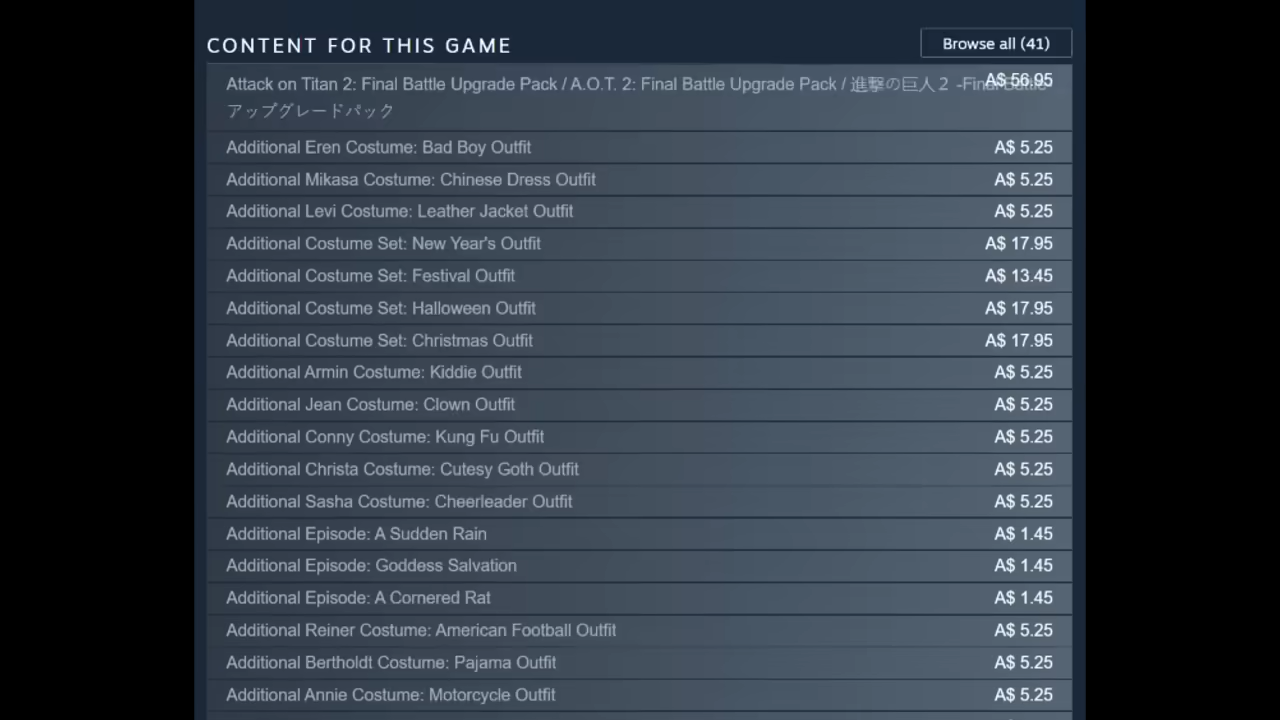 CONTENT FOR THIS GAME
Browse all (41)
Attack on Titan 2: Final Battle Upgrade Pack / A.O.T. 2: Final Battle Upgrade Pack / 進撃の巨人２ -Final Battle- A$ 56.95
アップグレードパック
Additional Eren Costume: Bad Boy Outfit A$ 5.25
Additional Mikasa Costume: Chinese Dress Outfit A$ 5.25
Additional Levi Costume: Leather Jacket Outfit A$ 5.25
Additional Costume Set: New Year's Outfit A$ 17.95
Additional Costume Set: Festival Outfit A$ 13.45
Additional Costume Set: Halloween Outfit A$ 17.95
Additional Costume Set: Christmas Outfit A$ 17.95
Additional Armin Costume: Kiddie Outfit A$ 5.25
Additional Jean Costume: Clown Outfit A$ 5.25
Additional Conny Costume: Kung Fu Outfit A$ 5.25
Additional Christa Costume: Cutesy Goth Outfit A$ 5.25
Additional Sasha Costume: Cheerleader Outfit A$ 5.25
Additional Episode: A Sudden Rain A$ 1.45
Additional Episode: Goddess Salvation A$ 1.45
Additional Episode: A Cornered Rat A$ 1.45
Additional Reiner Costume: American Football Outfit A$ 5.25
Additional Bertholdt Costume: Pajama Outfit A$ 5.25
Additional Annie Costume: Motorcycle Outfit A$ 5.25